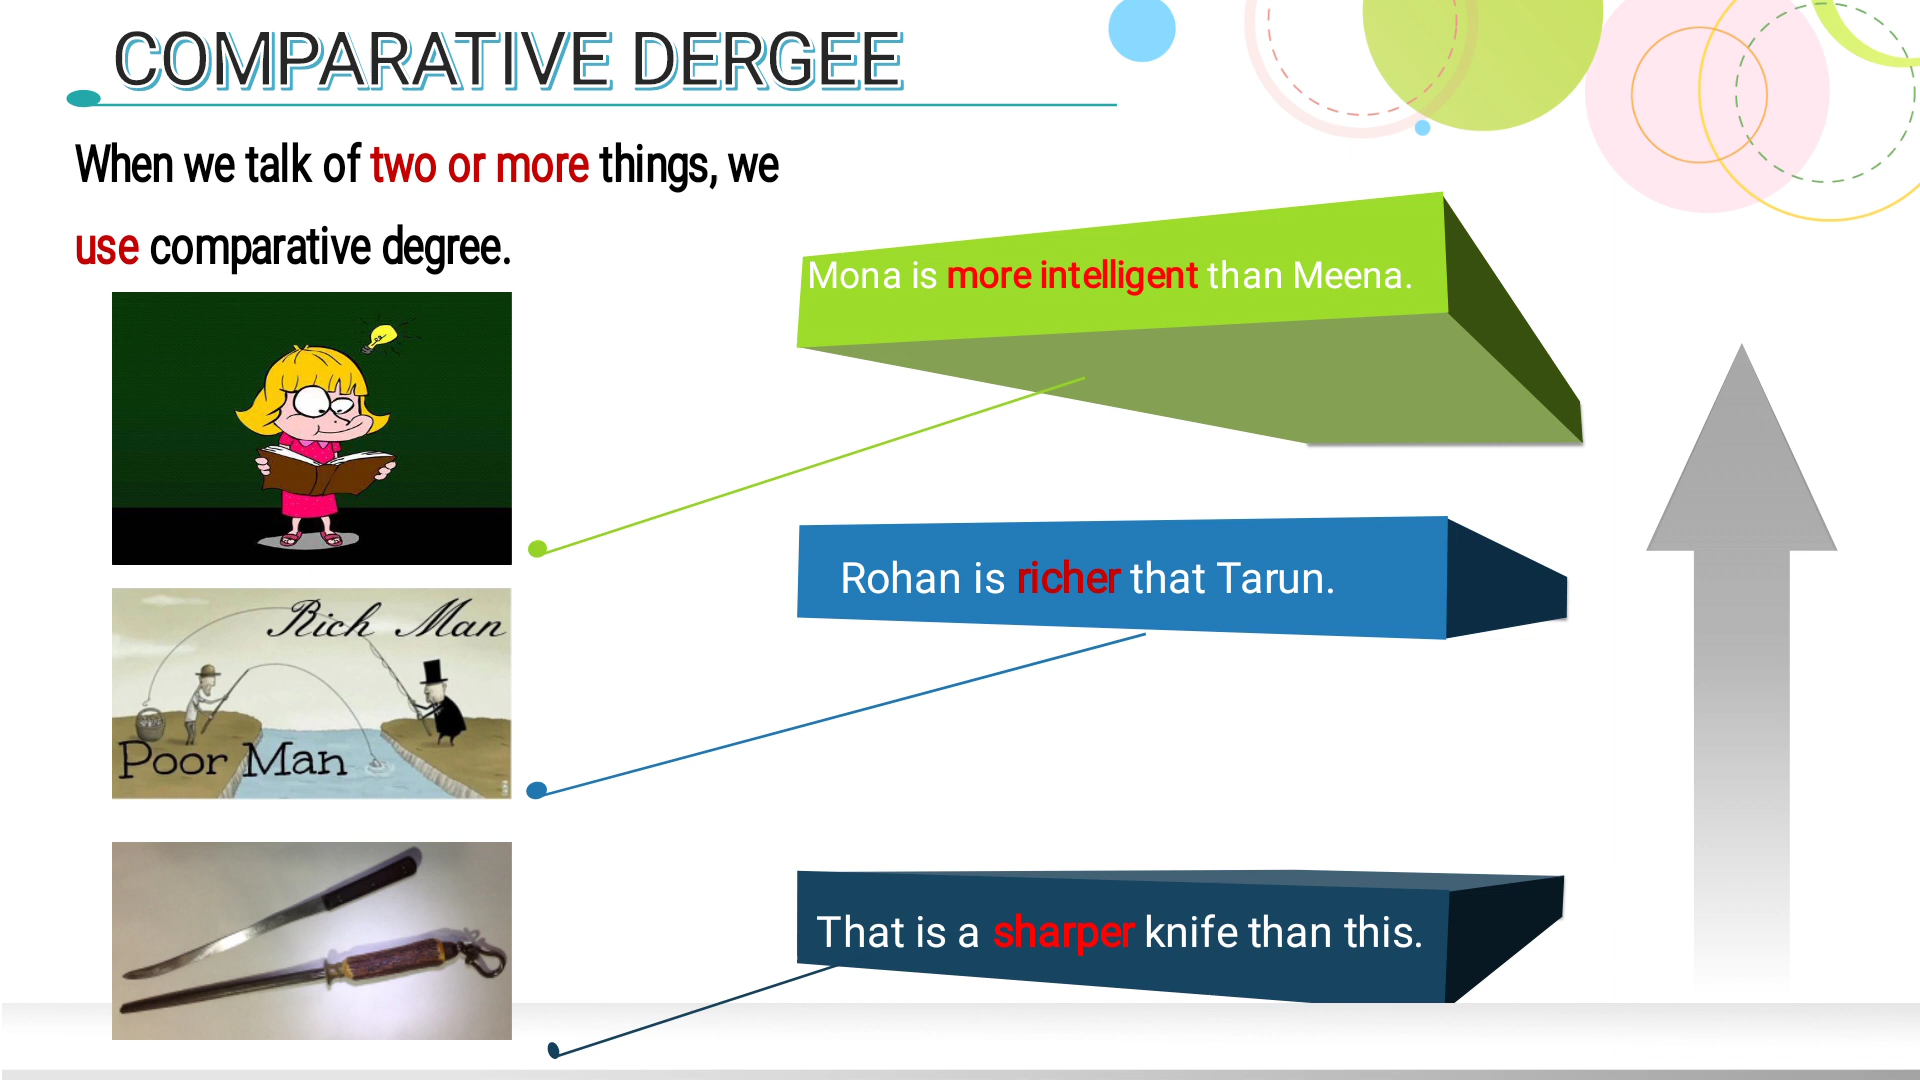 COMPARATIVE DERGEE
When we talk of two or more things, we
use comparative degree.
Mona is more intelligent than Meena.
Rich Man
Poor Man
Rohan is richer that Tarun.
That is a sharper knife than this.